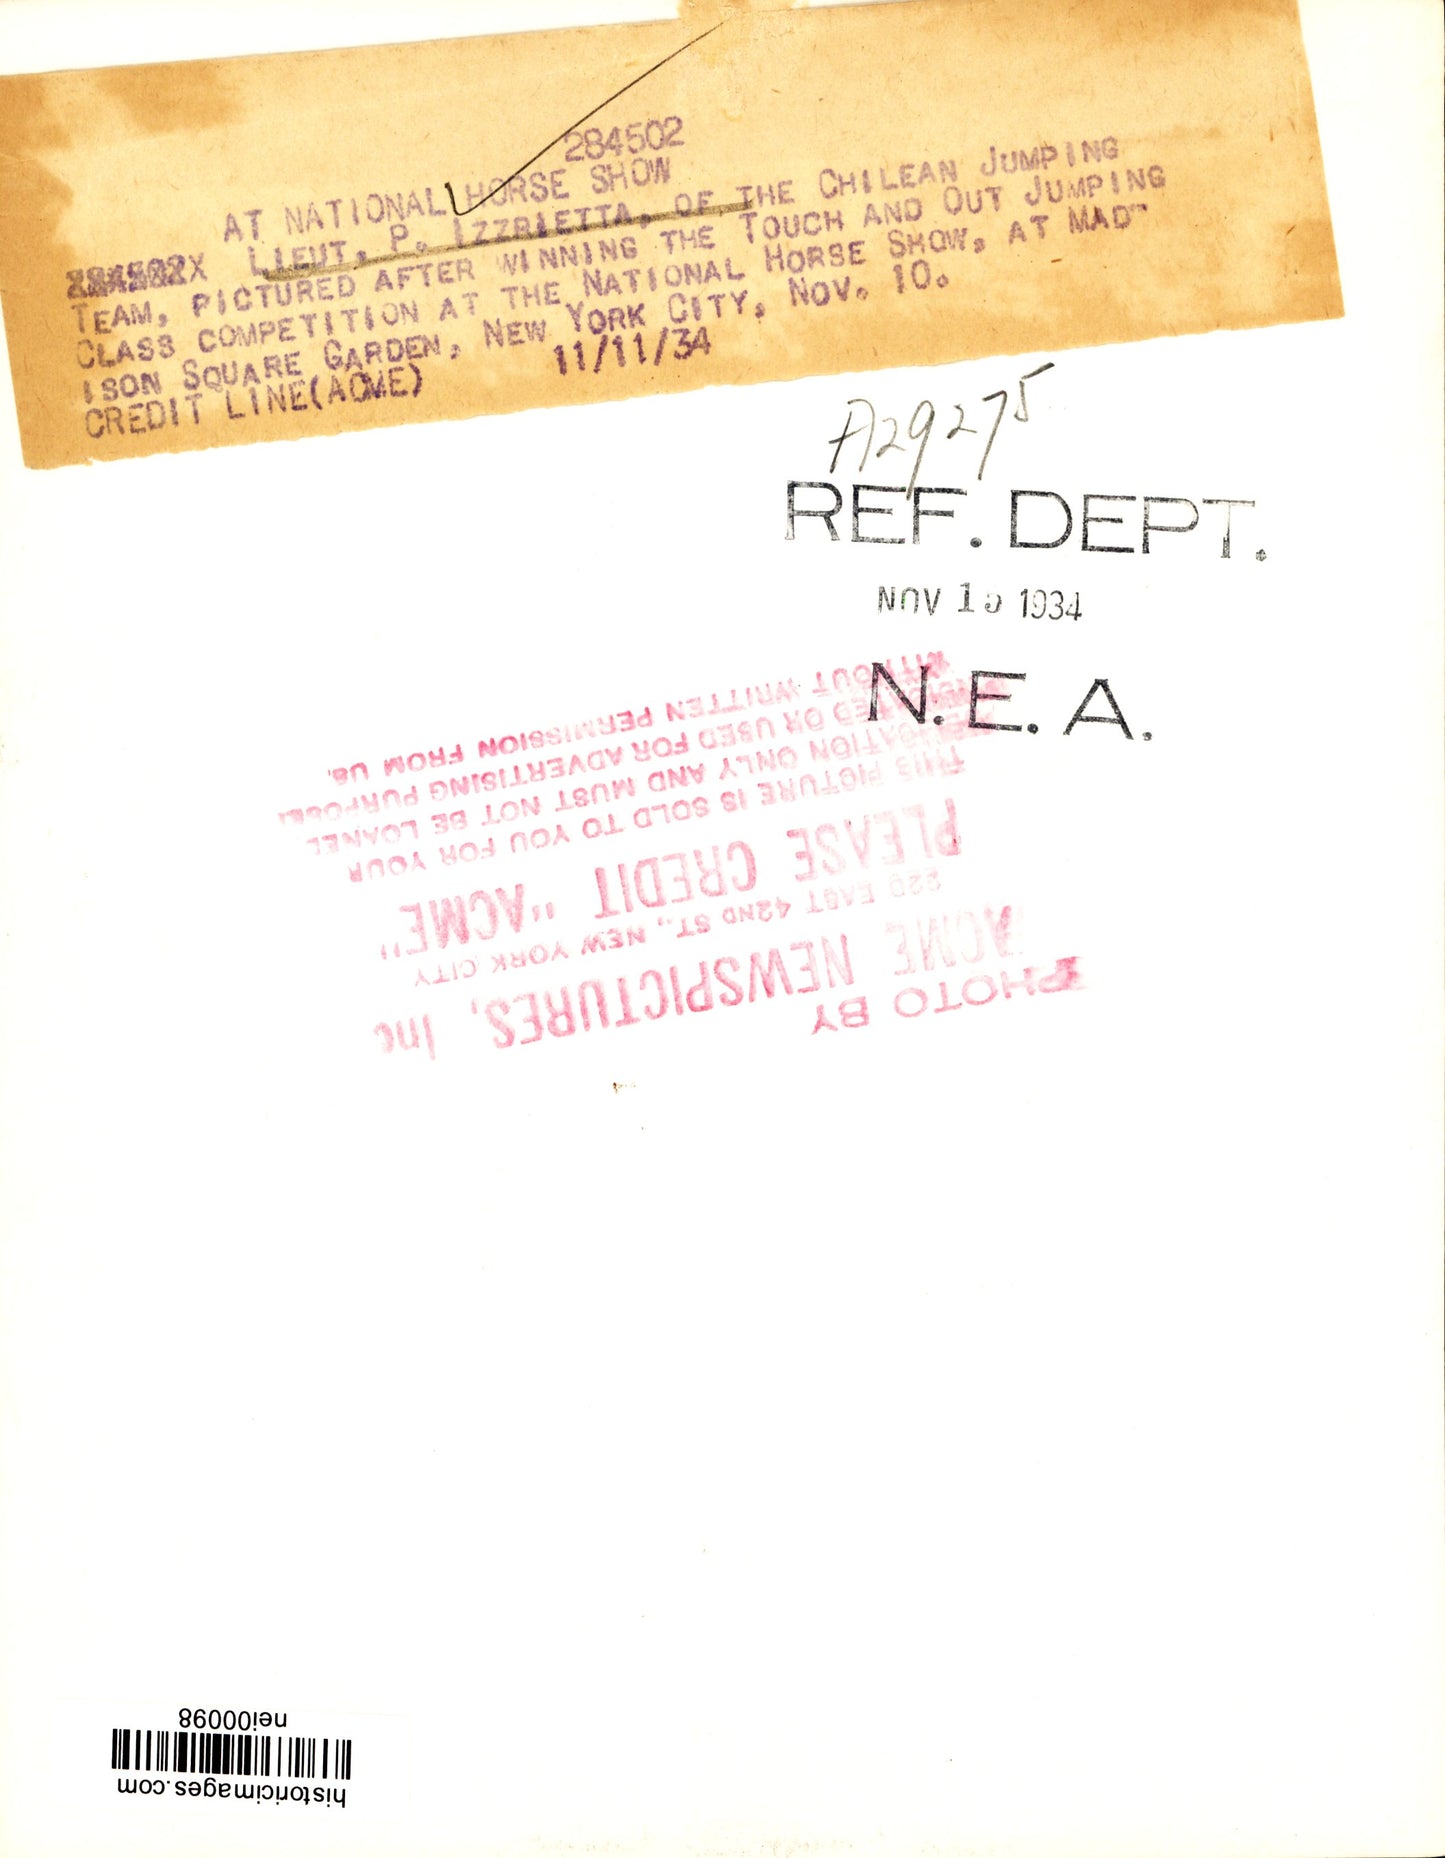 284502
AT NATIONAL HORSE SHOW
LIEUT. P. IZZRIETTA, OF THE CHILEAN JUMPING
TEAM, PICTURED AFTER WINNING THE TOUCH AND OUT JUMPING
CLASS COMPETITION AT THE NATIONAL HORSE SHOW, AT MAD-
ISON SQUARE GARDEN, NEW YORK CITY, NOV. 10.
CREDIT LINE(ACME) 11/11/34
A29275
REF. DEPT.
NOV 15 1934
N. E. A.
PHOTO BY
ACME NEWSPICTURES, Inc
220 EAST 42ND ST., NEW YORK CITY
PLEASE CREDIT "ACME"
THIS PICTURE IS SOLD TO YOU FOR YOUR
PUBLICATION ONLY AND MUST NOT BE LOANED
OR USED FOR ADVERTISING PURPOSE
WITHOUT WRITTEN PERMISSION FROM US.
historicimages.com
nei00098